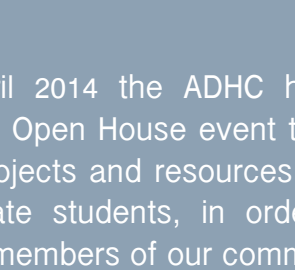 il 2014 the ADHC h
Open House event t
ojects and resources
ate students, in orde
members of our comm